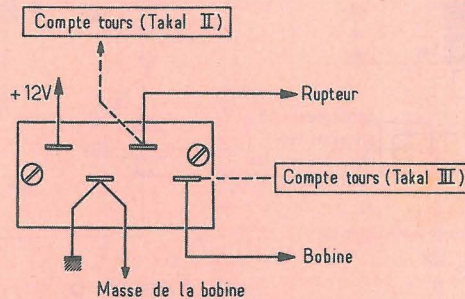 Compte tours (Takal II)
+12V
Rupteur
Compte tours (Takal III)
Bobine
Masse de la bobine